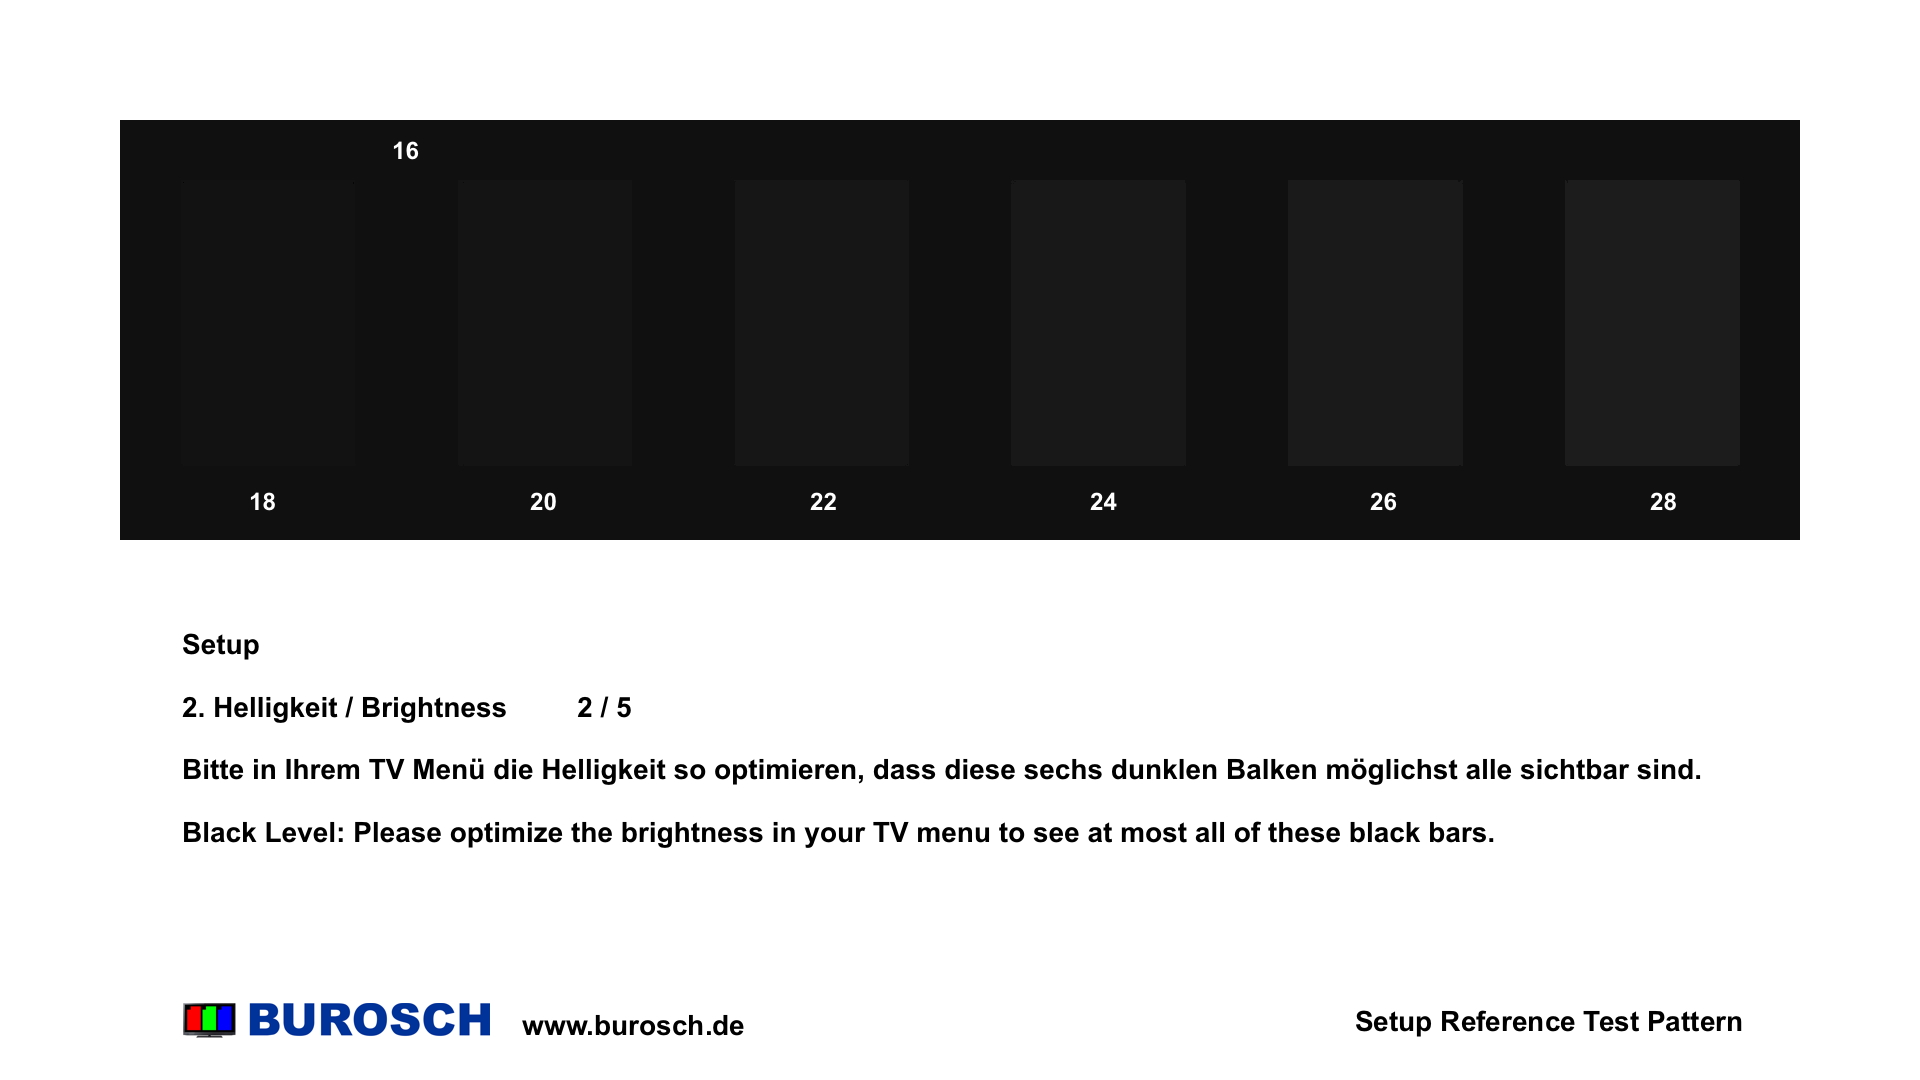 16
18 20 22 24 26 28
Setup
2. Helligkeit / Brightness 2 / 5
Bitte in Ihrem TV Menü die Helligkeit so optimieren, dass diese sechs dunklen Balken möglichst alle sichtbar sind.
Black Level: Please optimize the brightness in your TV menu to see at most all of these black bars.
BUROSCH www.burosch.de Setup Reference Test Pattern